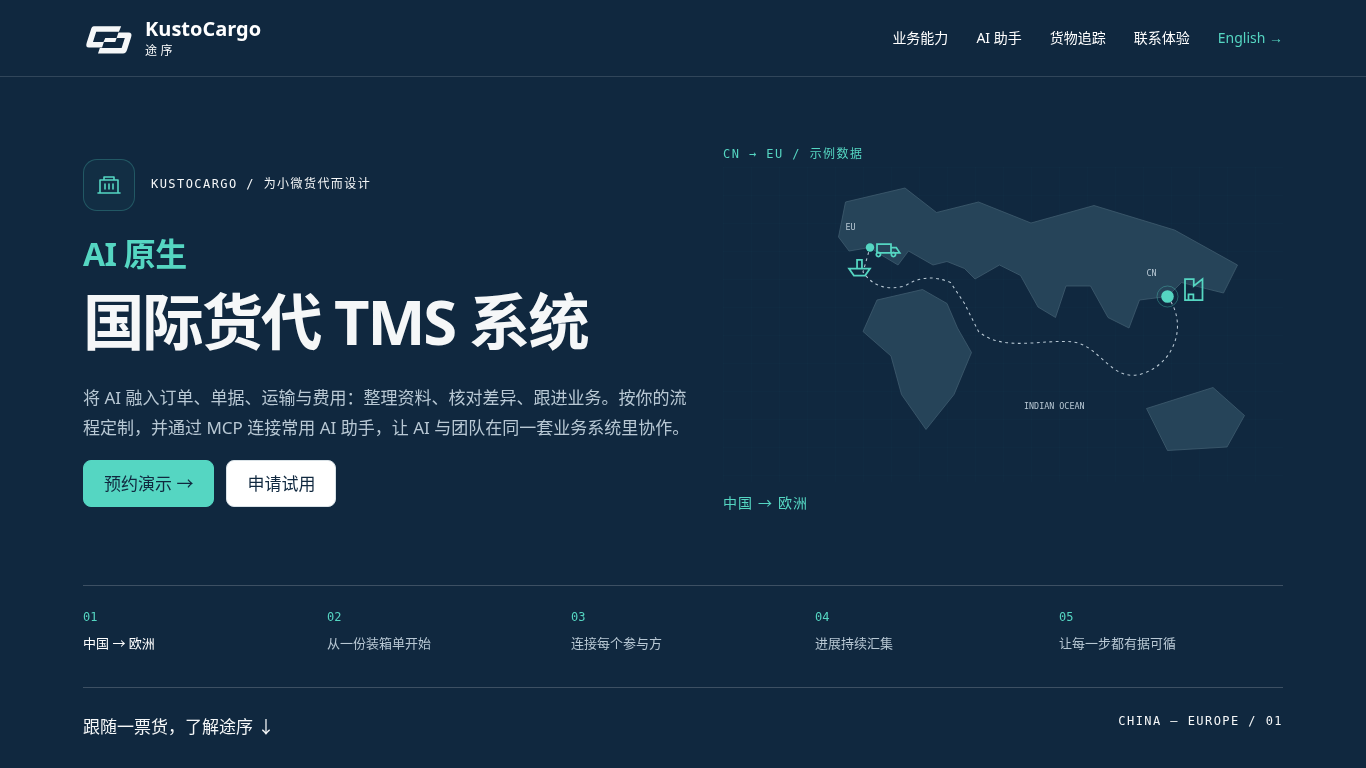 KustoCargo
途序
业务能力
AI 助手
货物追踪
联系体验
English →
KUSTOCARGO / 为小微货代而设计
AI 原生
国际货代 TMS 系统
将 AI 融入订单、单据、运输与费用：整理资料、核对差异、跟进业务。按你的流
程定制，并通过 MCP 连接常用 AI 助手，让 AI 与团队在同一套业务系统里协作。
预约演示 →
申请试用
CN → EU / 示例数据
EU
CN
INDIAN OCEAN
中国 → 欧洲
01
中国 → 欧洲
02
从一份装箱单开始
03
连接每个参与方
04
进展持续汇集
05
让每一步都有据可循
跟随一票货，了解途序 ↓
CHINA — EUROPE / 01